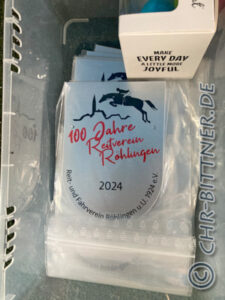 MAKE
EVERY DAY
A LITTLE MORE
JOYFUL
100 Jahre
Reitverein
Röhlingen
2024
Reit- und Fahrverein Röhlingen u.U. 1924 e.V.
© CHR-BITTNER.DE